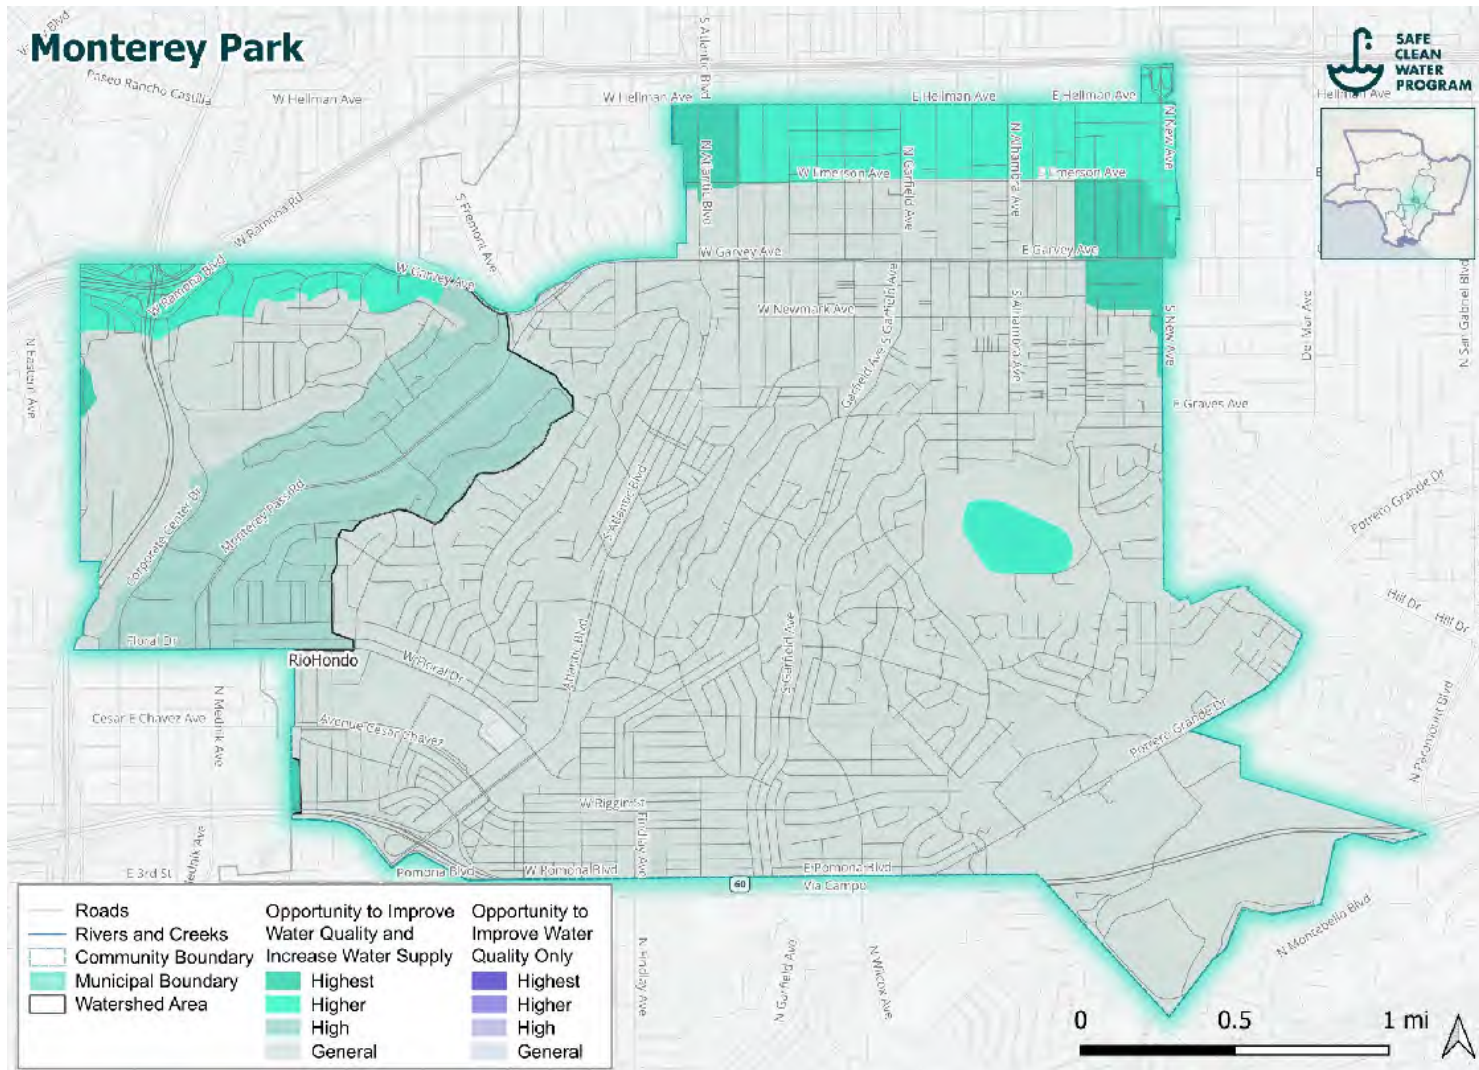 Monterey Park
SAFE
CLEAN
WATER
PROGRAM
Paseo Rancho Castilla
W Hellman Ave
S Atlantic Blvd
W Hellman Ave
E Hellman Ave
E Hellman Ave
N New Ave
N Atlantic Blvd
W Emerson Ave
N Garfield Ave
N Alhambra Ave
E Emerson Ave
W Ramona Rd
S Fremont Ave
W Garvey Ave
W Ramona Blvd
W Garvey Ave
E Garvey Ave
W Newmark Ave
S Garfield Ave
Garfield Ave
S Alhambra Ave
S New Ave
Del Mar Ave
N San Gabriel Blvd
N Eastern Ave
E Graves Ave
Corporate Center Dr
Monterey Pass Rd
S Atlantic Blvd
Potrero Grande Dr
Hill Dr
Hill Dr
Floral Dr
RioHondo
W Floral Dr
Atlantic Blvd
S Garfield Ave
Cesar E Chavez Ave
N Mednik Ave
Avenue Cesar Chavez
Potrero Grande Dr
N Paramount Blvd
W Riggin St
Findlay Ave
E 3rd St
Pomona Blvd
W Pomona Blvd
E Pomona Blvd
60
Via Campo
N Findlay Ave
N Garfield Ave
N Wilcox Ave
N Montebello Blvd
Roads
Rivers and Creeks
Community Boundary
Municipal Boundary
Watershed Area
Opportunity to Improve
Water Quality and
Increase Water Supply
Highest
Higher
High
General
Opportunity to
Improve Water
Quality Only
Highest
Higher
High
General
0 0.5 1 mi